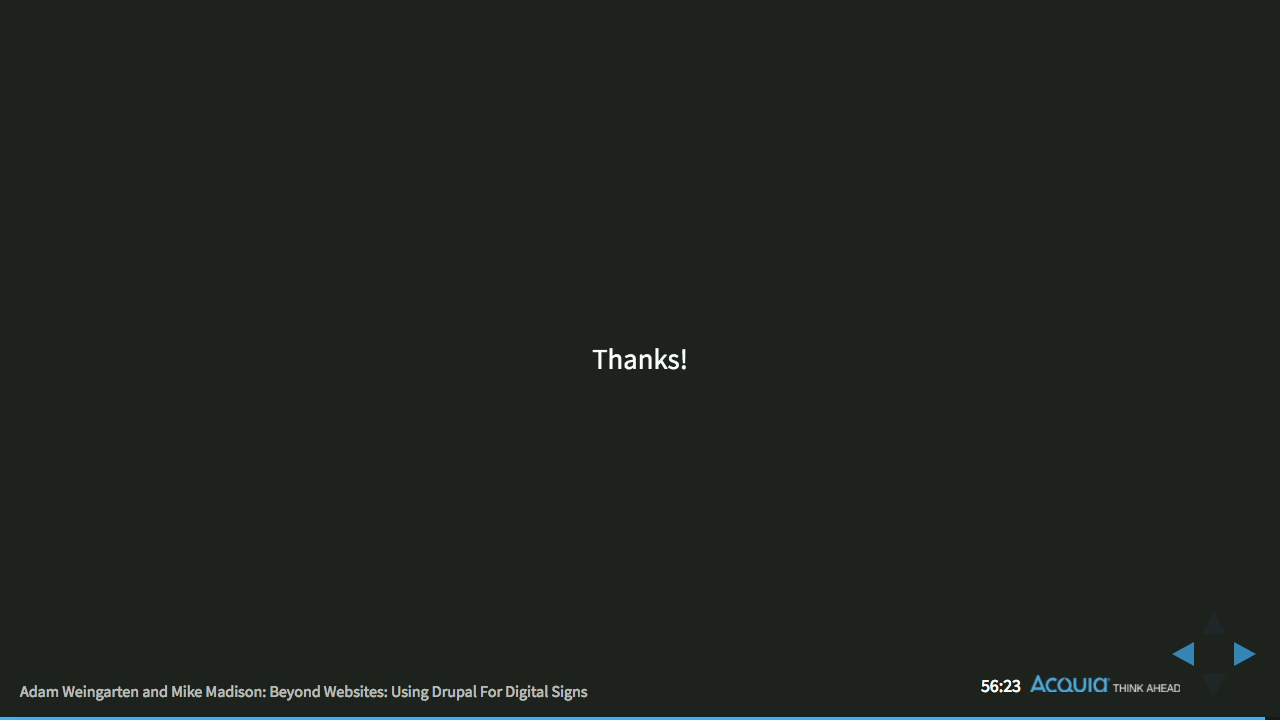 Thanks!
Adam Weingarten and Mike Madison: Beyond Websites: Using Drupal For Digital Signs
56:23 Acquia THINK AHEAD